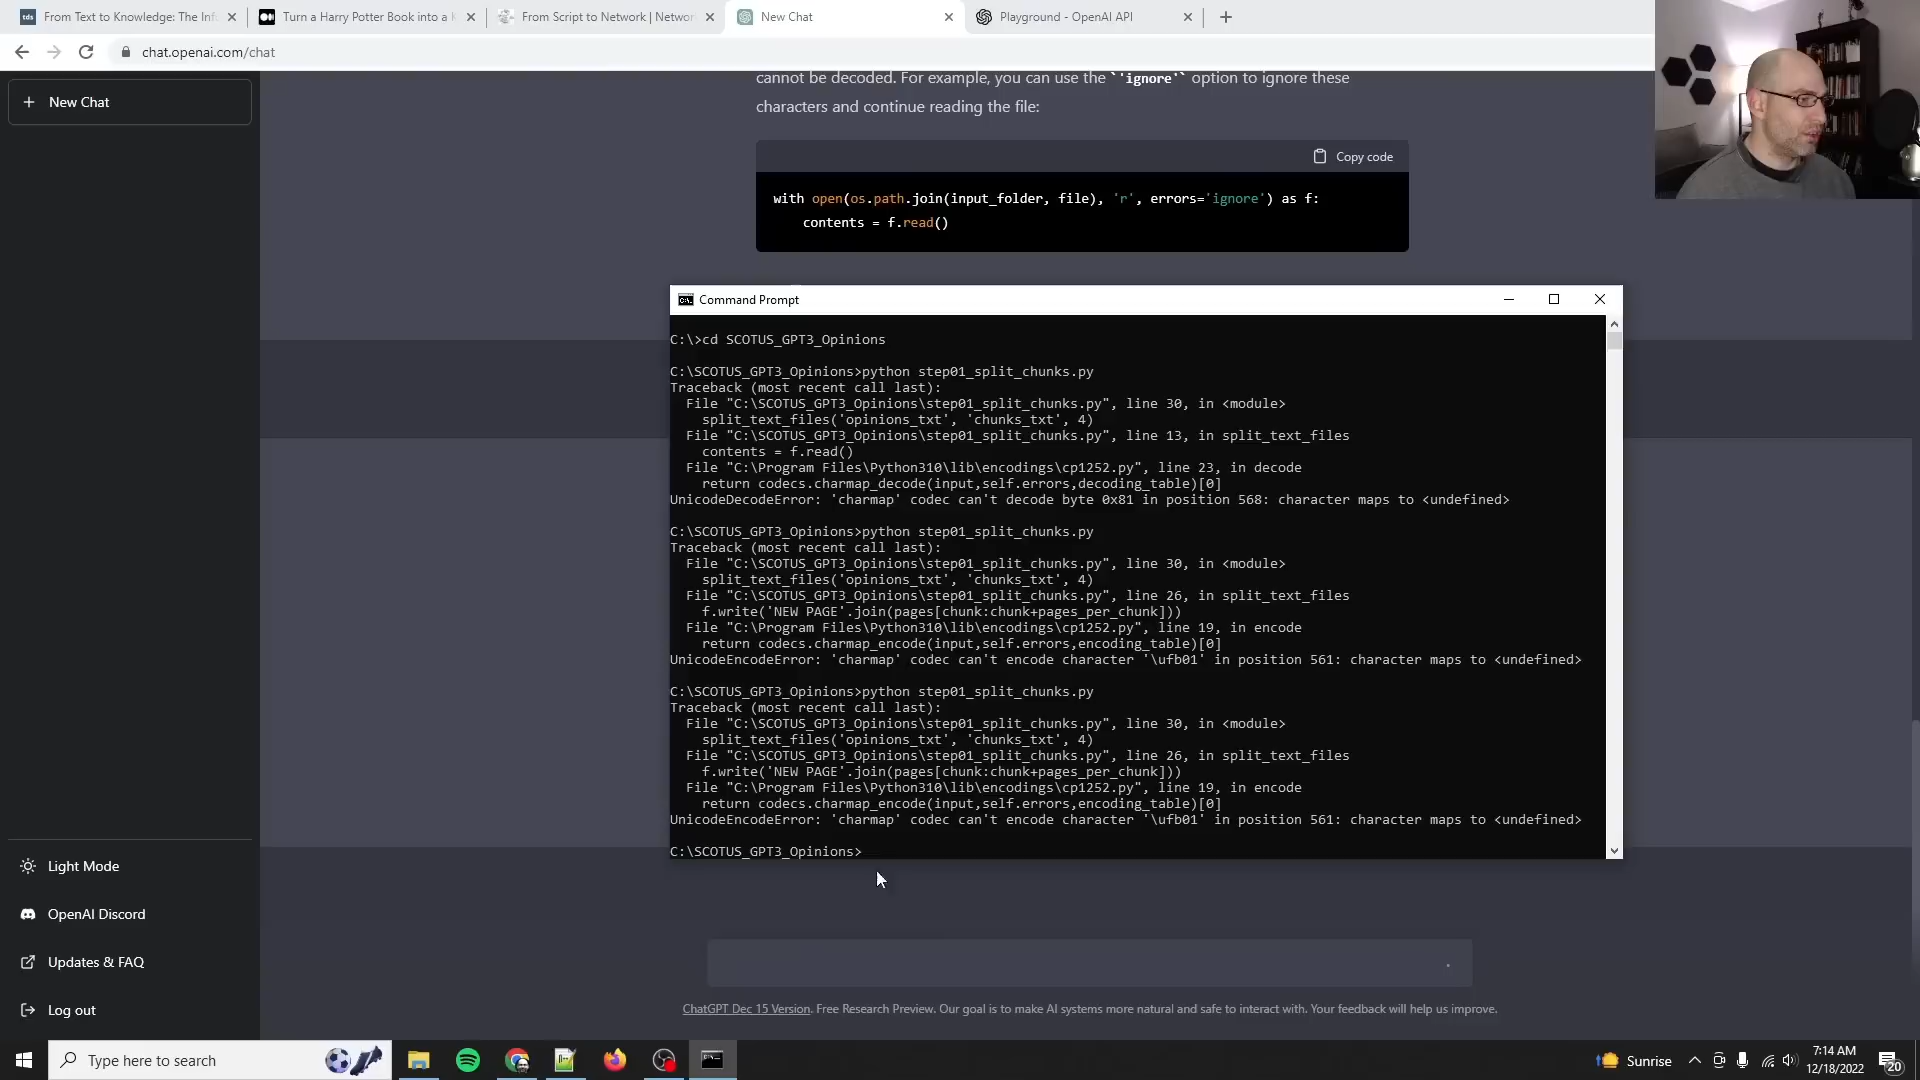 From Text to Knowledge: The Inf
Turn a Harry Potter Book into a K
From Script to Network | Networ
New Chat
Playground - OpenAI API
chat.openai.com/chat
New Chat
cannot be decoded. For example, you can use the `'ignore'` option to ignore these
characters and continue reading the file:
Copy code
with open(os.path.join(input_folder, file), 'r', errors='ignore') as f:
contents = f.read()
Command Prompt
C:\>cd SCOTUS_GPT3_Opinions
C:\SCOTUS_GPT3_Opinions>python step01_split_chunks.py
Traceback (most recent call last):
File "C:\SCOTUS_GPT3_Opinions\step01_split_chunks.py", line 30, in <module>
split_text_files('opinions_txt', 'chunks_txt', 4)
File "C:\SCOTUS_GPT3_Opinions\step01_split_chunks.py", line 13, in split_text_files
contents = f.read()
File "C:\Program Files\Python310\lib\encodings\cp1252.py", line 23, in decode
return codecs.charmap_decode(input,self.errors,decoding_table)[0]
UnicodeDecodeError: 'charmap' codec can't decode byte 0x81 in position 568: character maps to <undefined>
C:\SCOTUS_GPT3_Opinions>python step01_split_chunks.py
Traceback (most recent call last):
File "C:\SCOTUS_GPT3_Opinions\step01_split_chunks.py", line 30, in <module>
split_text_files('opinions_txt', 'chunks_txt', 4)
File "C:\SCOTUS_GPT3_Opinions\step01_split_chunks.py", line 26, in split_text_files
f.write('NEW PAGE'.join(pages[chunk:chunk+pages_per_chunk]))
File "C:\Program Files\Python310\lib\encodings\cp1252.py", line 19, in encode
return codecs.charmap_encode(input,self.errors,encoding_table)[0]
UnicodeEncodeError: 'charmap' codec can't encode character '\ufb01' in position 561: character maps to <undefined>
C:\SCOTUS_GPT3_Opinions>python step01_split_chunks.py
Traceback (most recent call last):
File "C:\SCOTUS_GPT3_Opinions\step01_split_chunks.py", line 30, in <module>
split_text_files('opinions_txt', 'chunks_txt', 4)
File "C:\SCOTUS_GPT3_Opinions\step01_split_chunks.py", line 26, in split_text_files
f.write('NEW PAGE'.join(pages[chunk:chunk+pages_per_chunk]))
File "C:\Program Files\Python310\lib\encodings\cp1252.py", line 19, in encode
return codecs.charmap_encode(input,self.errors,encoding_table)[0]
UnicodeEncodeError: 'charmap' codec can't encode character '\ufb01' in position 561: character maps to <undefined>
C:\SCOTUS_GPT3_Opinions>
Light Mode
OpenAI Discord
Updates & FAQ
Log out
ChatGPT Dec 15 Version. Free Research Preview. Our goal is to make AI systems more natural and safe to interact with. Your feedback will help us improve.
Type here to search
Sunrise
7:14 AM
12/18/2022
20